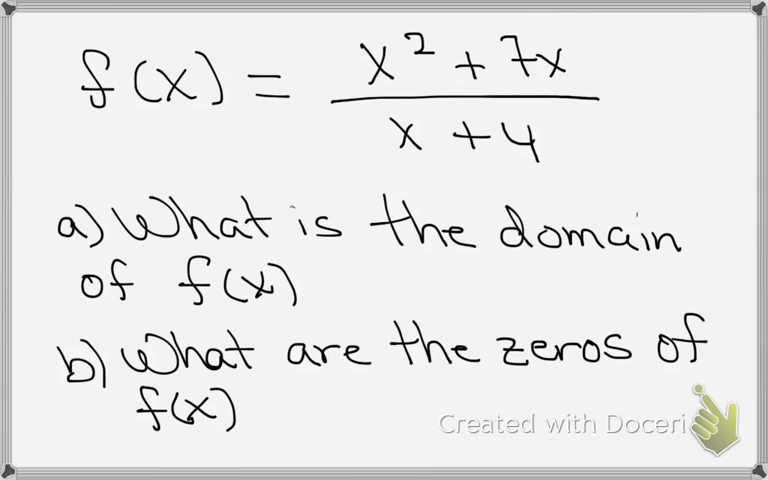 f(x) = x² + 7x
x + 4
a) What is the domain
of f(x)
b) What are the zeros of
f(x)
Created with Doceri